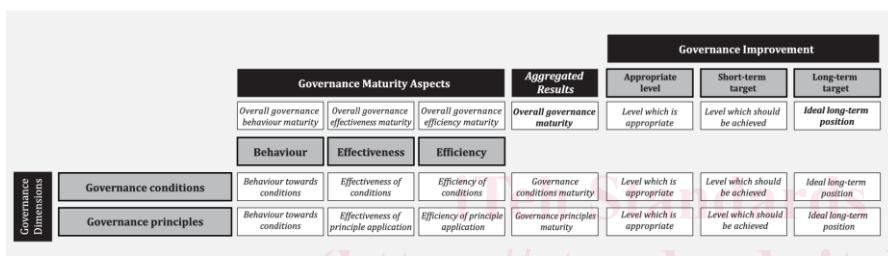 Governance Improvement
Governance Maturity Aspects
Aggregated
Results
Appropriate
level
Short-term
target
Long-term
target
Overall governance
behaviour maturity
Overall governance
effectiveness maturity
Overall governance
efficiency maturity
Overall governance
maturity
Level which is
appropriate
Level which should
be achieved
Ideal long-term
position
Behaviour
Effectiveness
Efficiency
Governance
Dimensions
Governance conditions
Behaviour towards
conditions
Effectiveness of
conditions
Efficiency of
conditions
Governance
conditions maturity
Level which is
appropriate
Level which should
be achieved
Ideal long-term
position
Governance principles
Behaviour towards
conditions
Effectiveness of
principle application
Efficiency of principle
application
Governance principles
maturity
Level which is
appropriate
Level which should
be achieved
Ideal long-term
position
iTeh Standards